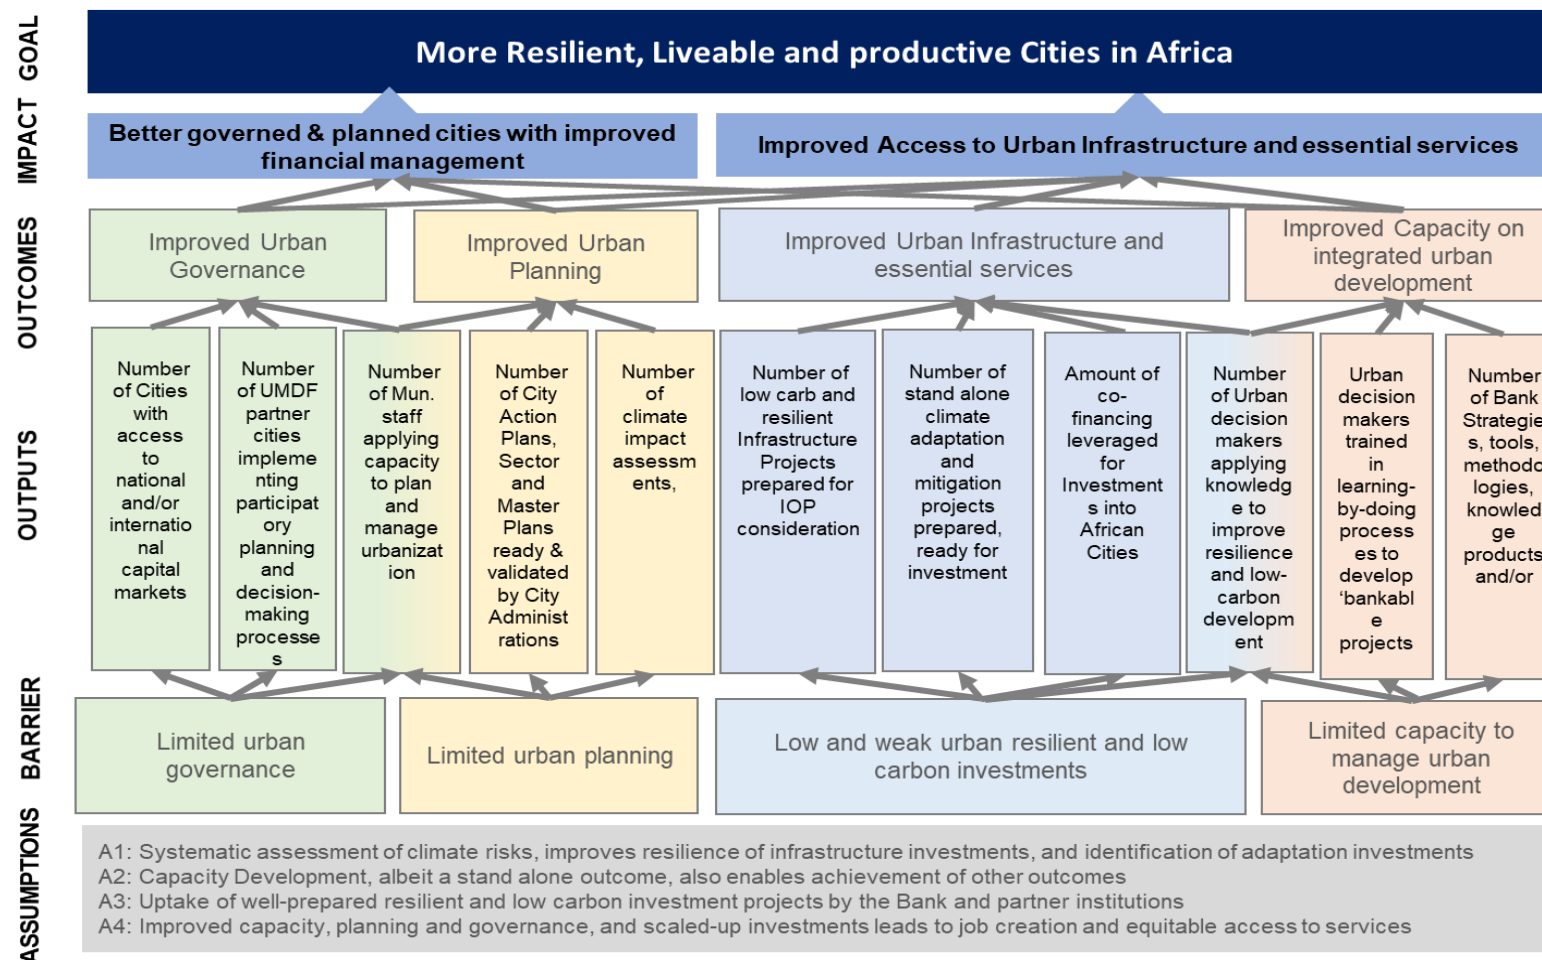 GOAL
More Resilient, Liveable and productive Cities in Africa
IMPACT
Better governed & planned cities with improved
financial management
Improved Access to Urban Infrastructure and essential services
OUTCOMES
Improved Urban
Governance
Improved Urban
Planning
Improved Urban Infrastructure and
essential services
Improved Capacity on
integrated urban
development
OUTPUTS
Number
of Cities
with
access
to
national
and/or
internatio
nal
capital
markets
Number
of UMDF
partner
cities
impleme
nting
participat
ory
planning
and
decision-
making
processe
s
Number
of Mun.
staff
applying
capacity
to plan
and
manage
urbanizat
ion
Number
of City
Action
Plans,
Sector
and
Master
Plans
ready &
validated
by City
Administ
rations
Number
of
climate
impact
assessm
ents,
Number of
low carb and
resilient
Infrastructure
Projects
prepared for
IOP
consideration
Number of
stand alone
climate
adaptation
and
mitigation
projects
prepared,
ready for
investment
Amount of
co-
financing
leveraged
for
Investment
s into
African
Cities
Number
of Urban
decision
makers
applying
knowledg
e to
improve
resilience
and low-
carbon
developm
ent
Urban
decision
makers
trained
in
learning-
by-doing
process
es to
develop
‘bankabl
e
projects
Number
of Bank
Strategie
s, tools,
methodo
logies,
knowled
ge
products
and/or
BARRIER
Limited urban
governance
Limited urban planning
Low and weak urban resilient and low
carbon investments
Limited capacity to
manage urban
development
ASSUMPTIONS
A1: Systematic assessment of climate risks, improves resilience of infrastructure investments, and identification of adaptation investments
A2: Capacity Development, albeit a stand alone outcome, also enables achievement of other outcomes
A3: Uptake of well-prepared resilient and low carbon investment projects by the Bank and partner institutions
A4: Improved capacity, planning and governance, and scaled-up investments leads to job creation and equitable access to services